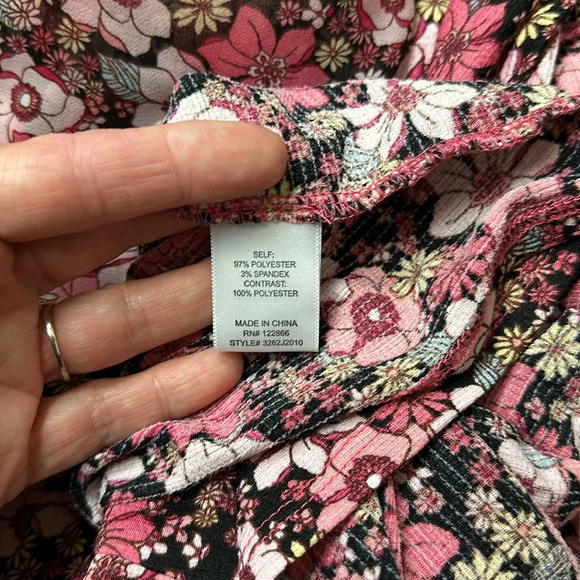 SELF;
97% POLYESTER
3% SPANDEX
CONTRAST:
100% POLYESTER
MADE IN CHINA
RN# 122866
STYLE# 3262J2010